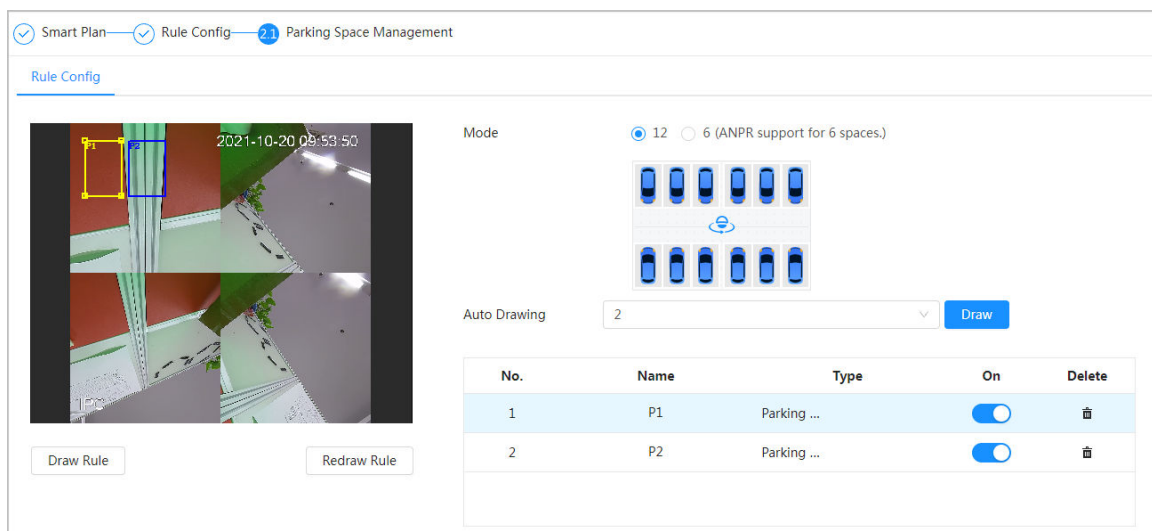 Smart Plan Rule Config 2.1 Parking Space Management
Rule Config
P1 P2 2021-10-20 09:53:50
IPC
Draw Rule Redraw Rule
Mode 12 6 (ANPR support for 6 spaces.)
Auto Drawing 2 Draw
No. Name Type On Delete
1 P1 Parking ...
2 P2 Parking ...